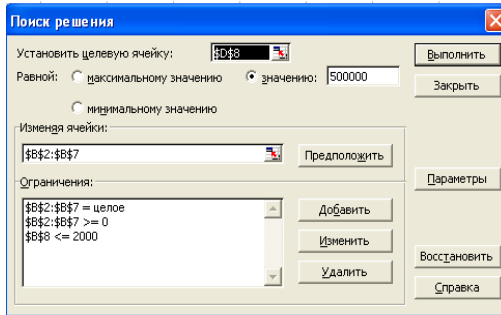 Поиск решения
Установить целевую ячейку: $D$8 Выполнить
Равной: максимальному значению значению: 500000 Закрыть
минимальному значению
Изменяя ячейки:
$B$2:$B$7 Предположить
Ограничения: Параметры
$B$2:$B$7 = целое Добавить
$B$2:$B$7 >= 0
$B$8 <= 2000 Изменить
Восстановить
Удалить
Справка